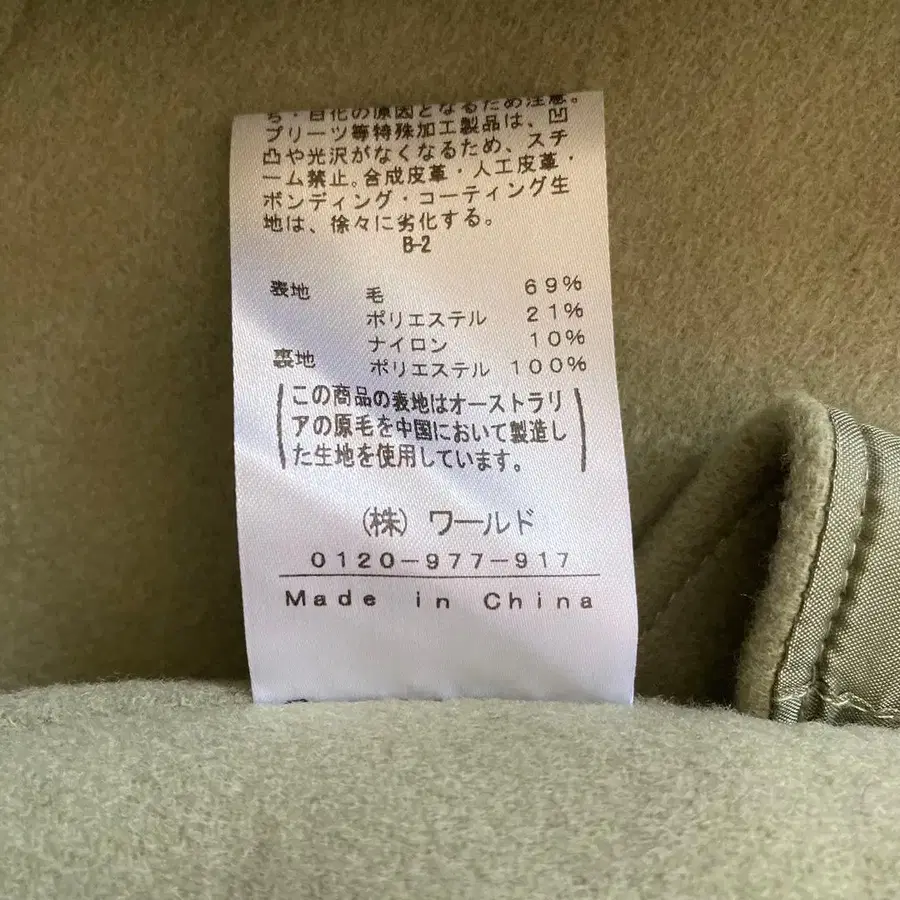 ち・白化の原因となるため注意。
プリーツ等特殊加工製品は、凹
凸や光沢がなくなるため、スチ
ーム禁止。合成皮革・人工皮革・
ボンディング・コーティング生
地は、徐々に劣化する。
B-2
表地 毛 69%
ポリエステル 21%
ナイロン 10%
裏地 ポリエステル 100%
この商品の表地はオーストラリ
アの原毛を中国において製造し
た生地を使用しています。
(株) ワールド
0120-977-917
Made in China